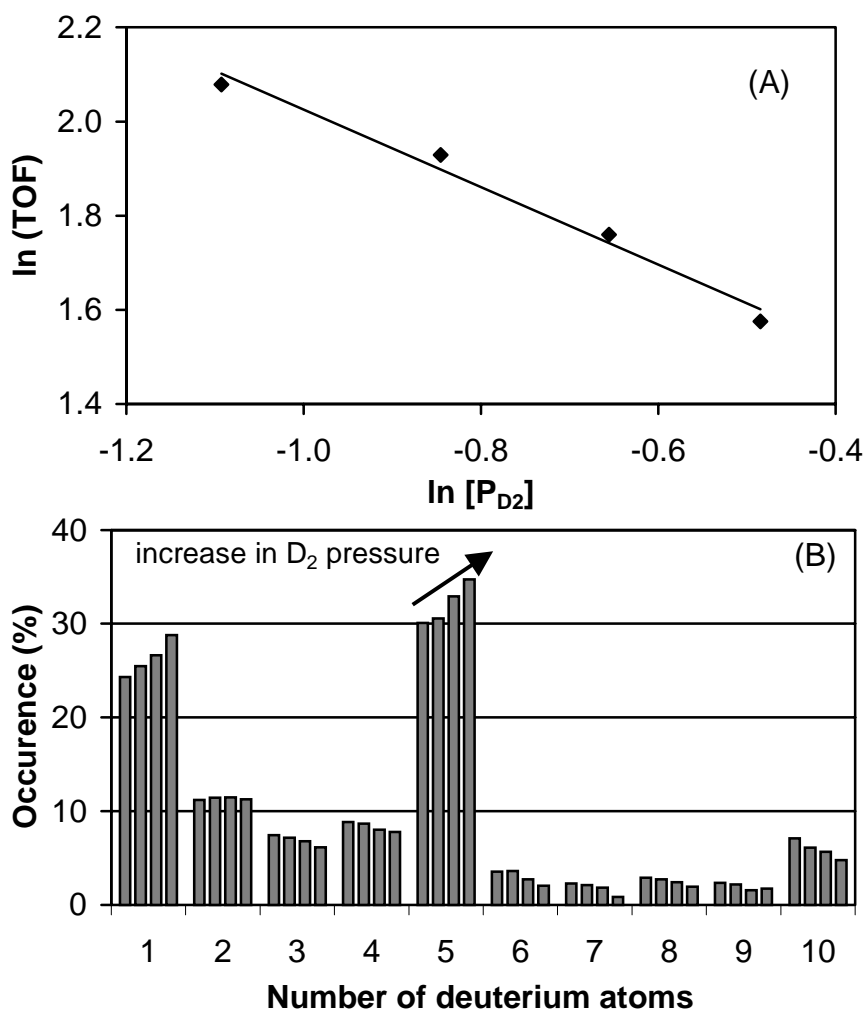 2.2
(A)
2.0
1.8
1.6
1.4
ln (TOF)
-1.2 -1.0 -0.8 -0.6 -0.4
ln [P_D2]
40
increase in D₂ pressure
(B)
30
20
10
0
Occurence (%)
1 2 3 4 5 6 7 8 9 10
Number of deuterium atoms